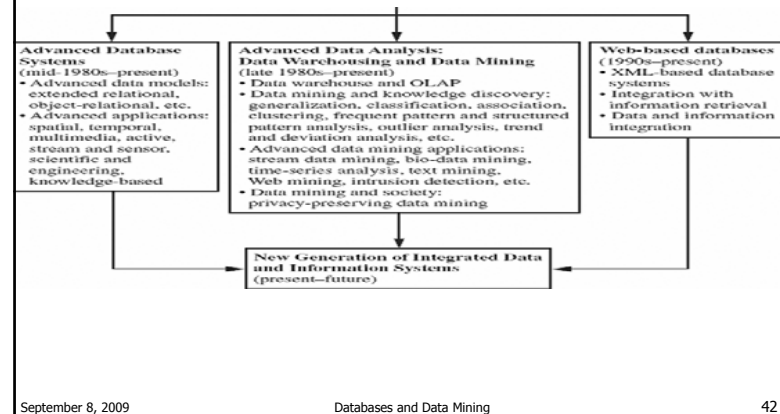 Advanced Database
Systems
(mid-1980s–present)
• Advanced data models:
extended relational,
object-relational, etc.
• Advanced applications:
spatial, temporal,
multimedia, active,
stream and sensor,
scientific and
engineering,
knowledge-based
Advanced Data Analysis:
Data Warehousing and Data Mining
(late 1980s–present)
• Data warehouse and OLAP
• Data mining and knowledge discovery:
generalization, classification, association,
clustering, frequent pattern and structured
pattern analysis, outlier analysis, trend
and deviation analysis, etc.
• Advanced data mining applications:
stream data mining, bio-data mining,
time-series analysis, text mining,
Web mining, intrusion detection, etc.
• Data mining and society:
privacy-preserving data mining
Web-based databases
(1990s–present)
• XML-based database
systems
• Integration with
information retrieval
• Data and information
integration
New Generation of Integrated Data
and Information Systems
(present–future)
September 8, 2009
Databases and Data Mining
42